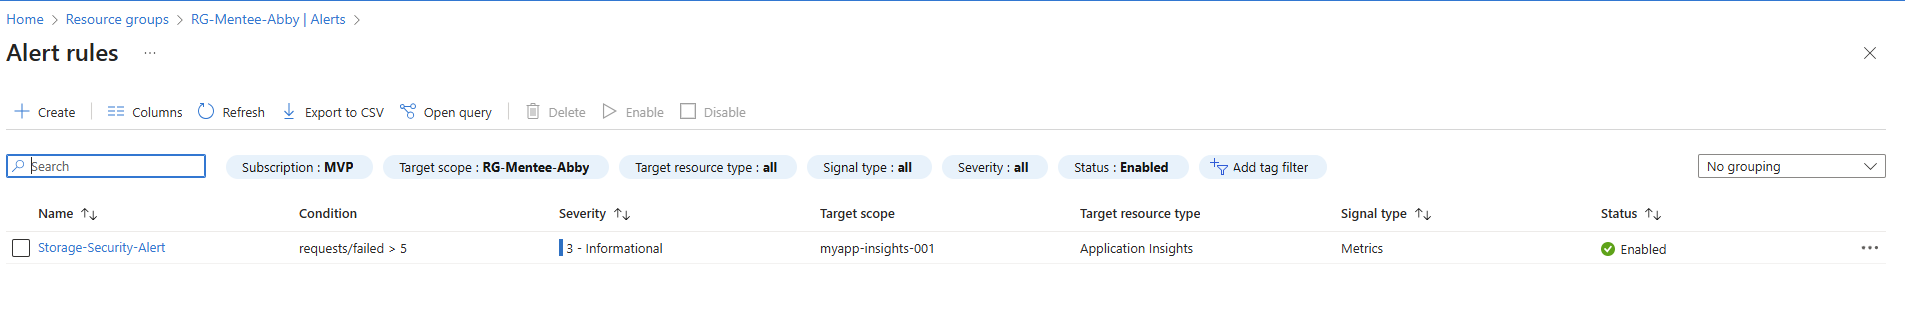 Home > Resource groups > RG-Mentee-Abby | Alerts >
Alert rules ...
Create Columns Refresh Export to CSV Open query Delete Enable Disable
Search Subscription : MVP Target scope : RG-Mentee-Abby Target resource type : all Signal type : all Severity : all Status : Enabled Add tag filter No grouping
Name Condition Severity Target scope Target resource type Signal type Status
Storage-Security-Alert requests/failed > 5 3 - Informational myapp-insights-001 Application Insights Metrics Enabled ...